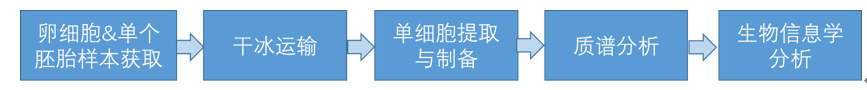 卵细胞&单个
胚胎样本获取
干冰运输
单细胞提取
与制备
质谱分析
生物信息学
分析